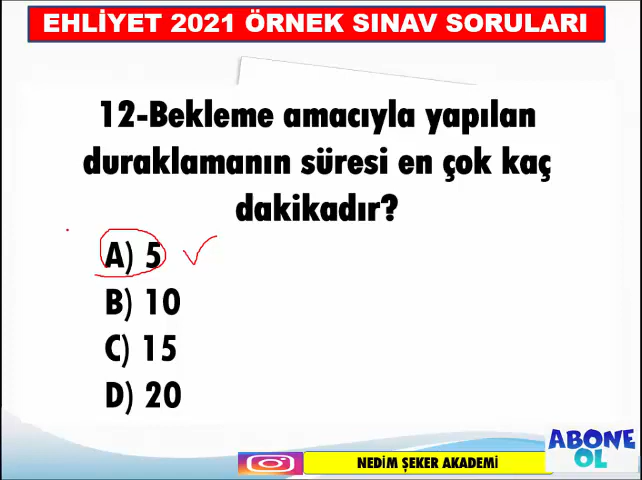 EHLİYET 2021 ÖRNEK SINAV SORULARI
12-Bekleme amacıyla yapılan
duraklamanın süresi en çok kaç
dakikadır?
A) 5
B) 10
C) 15
D) 20
NEDİM ŞEKER AKADEMİ
ABONE
OL